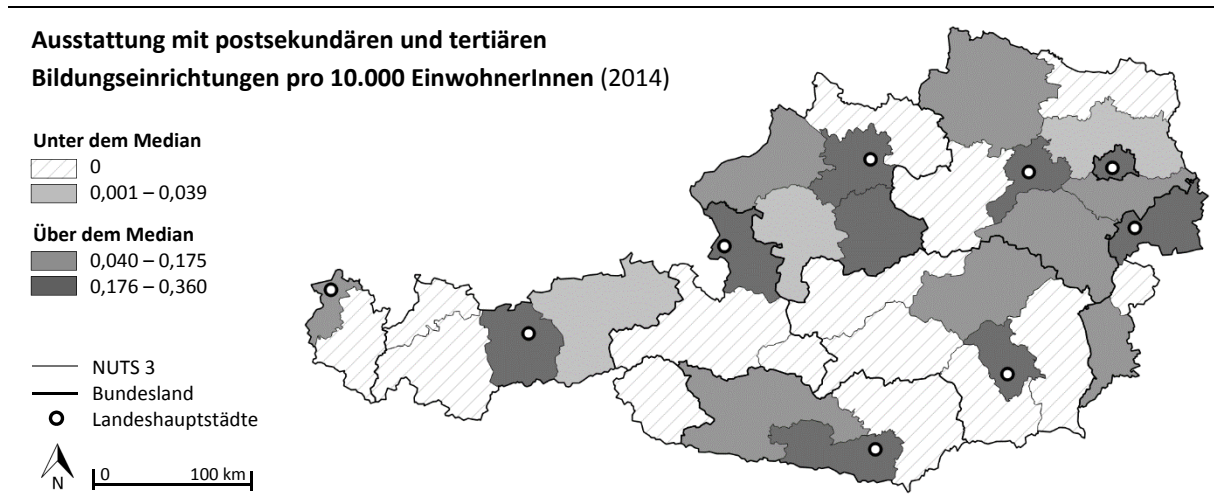 Ausstattung mit postsekundären und tertiären
Bildungseinrichtungen pro 10.000 EinwohnerInnen (2014)
Unter dem Median
0
0,001 – 0,039
Über dem Median
0,040 – 0,175
0,176 – 0,360
NUTS 3
Bundesland
Landeshauptstädte
N
0 100 km